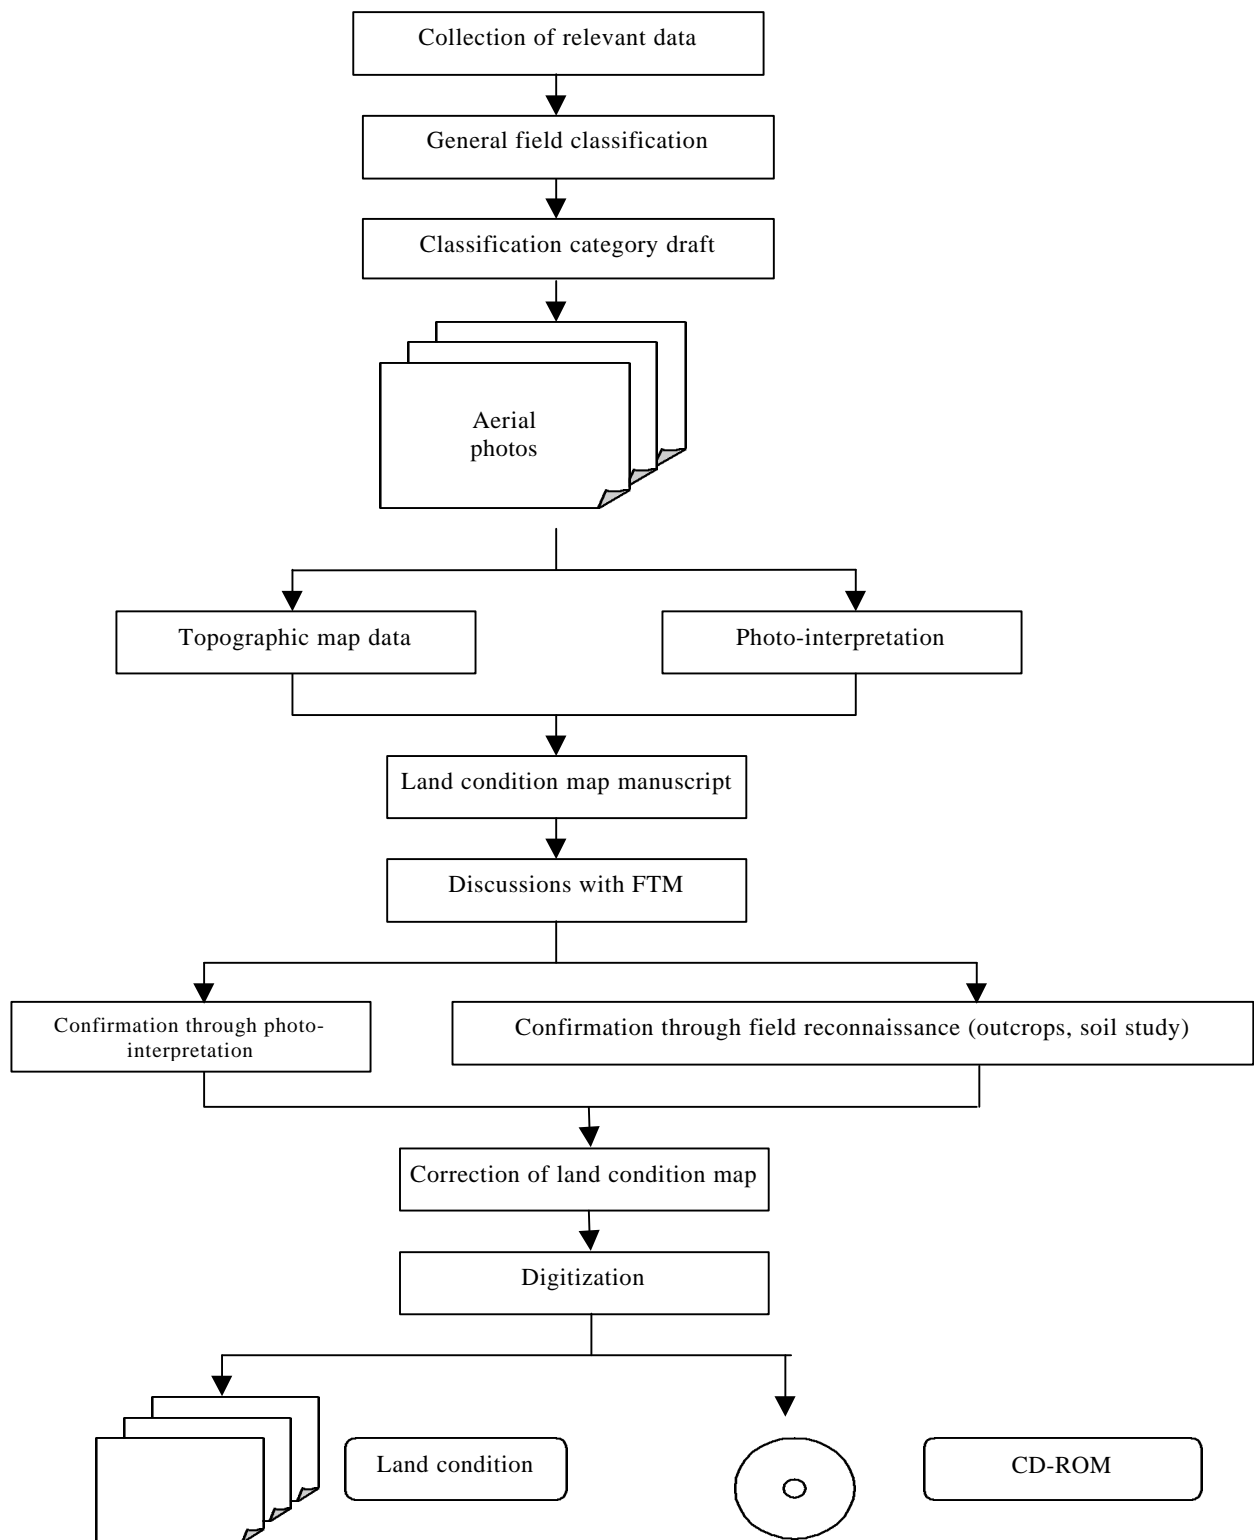 Collection of relevant data
General field classification
Classification category draft
Aerial
photos
Topographic map data
Photo-interpretation
Land condition map manuscript
Discussions with FTM
Confirmation through photo-
interpretation
Confirmation through field reconnaissance (outcrops, soil study)
Correction of land condition map
Digitization
Land condition
CD-ROM